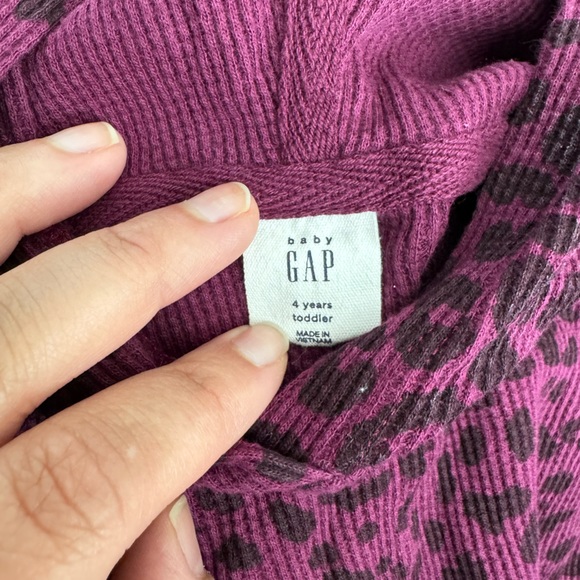 baby
GAP
4 years
toddler
MADE IN
VIETNAM